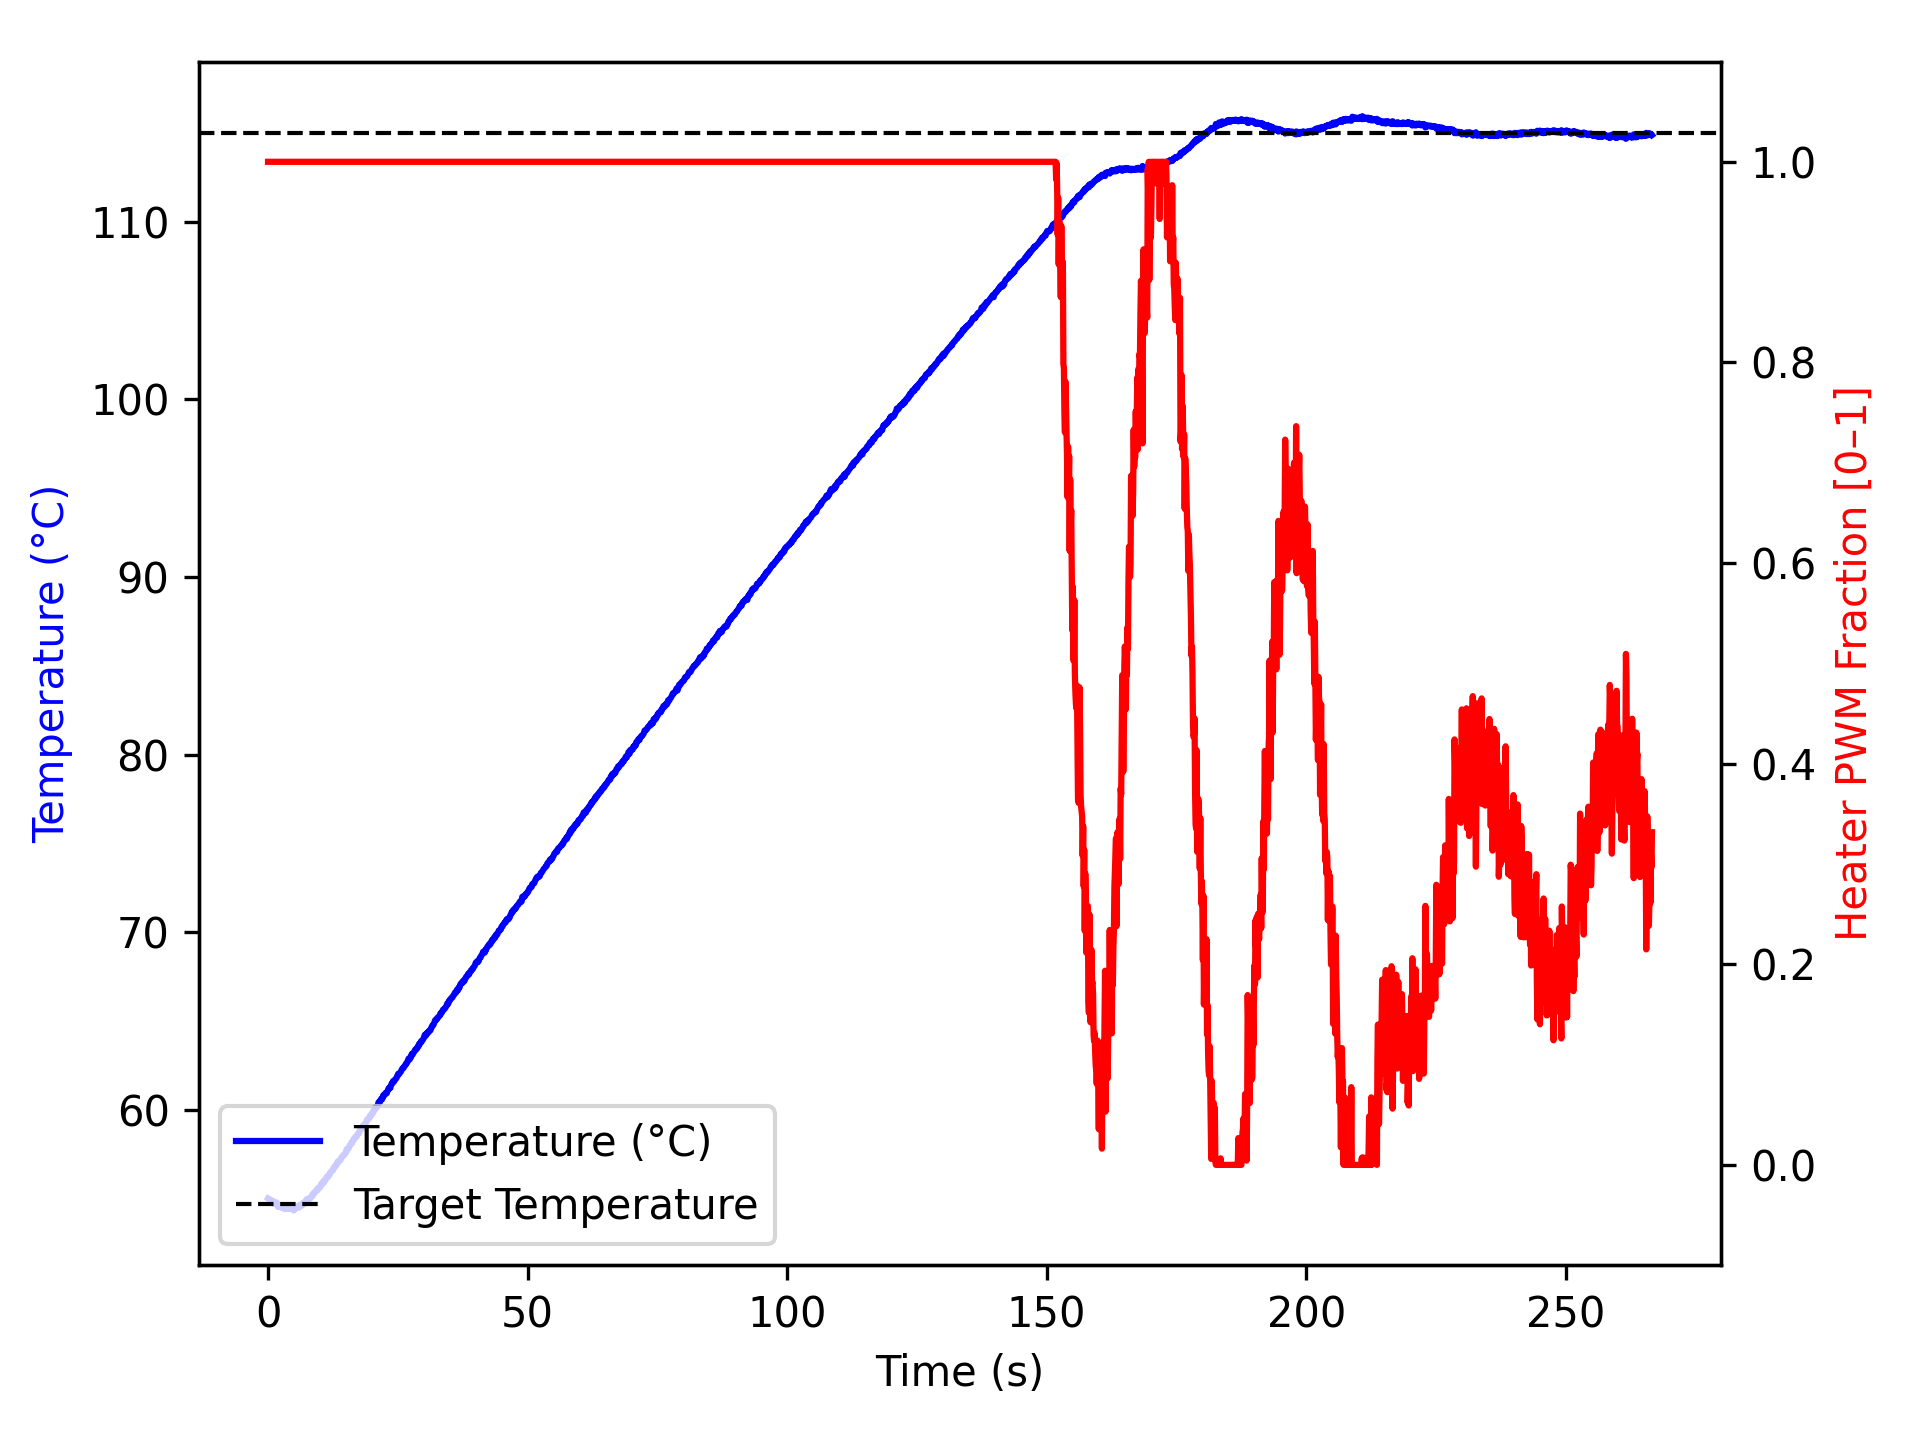 110
100
90
80
70
60
Temperature (°C)
1.0
0.8
0.6
0.4
0.2
0.0
Heater PWM Fraction [0–1]
Temperature (°C)
Target Temperature
0 50 100 150 200 250
Time (s)